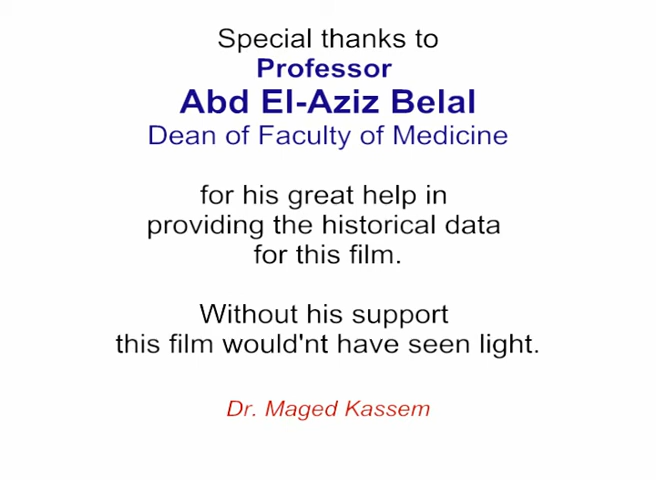 Special thanks to
Professor
Abd El-Aziz Belal
Dean of Faculty of Medicine
for his great help in
providing the historical data
for this film.
Without his support
this film would'nt have seen light.
Dr. Maged Kassem